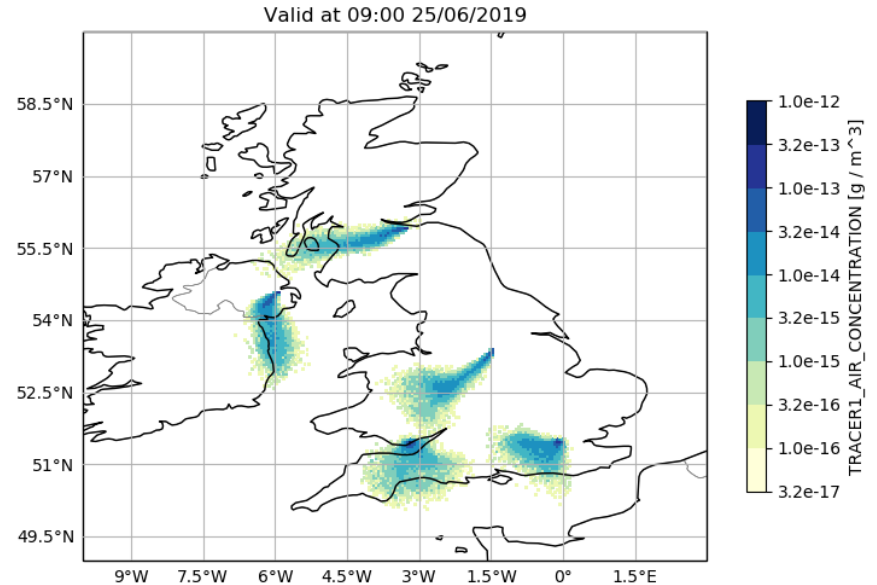 Valid at 09:00 25/06/2019
58.5°N
57°N
55.5°N
54°N
52.5°N
51°N
49.5°N
9°W 7.5°W 6°W 4.5°W 3°W 1.5°W 0° 1.5°E
1.0e-12
3.2e-13
1.0e-13
3.2e-14
1.0e-14
3.2e-15
1.0e-15
3.2e-16
1.0e-16
3.2e-17
TRACER1_AIR_CONCENTRATION [g / m^3]